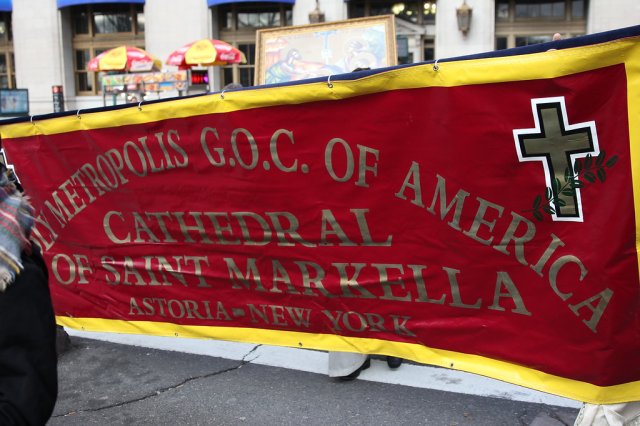 METROPOLIS G.O.C. OF AMERICA
CATHEDRAL
OF SAINT MARKELLA
ASTORIA-NEW YORK